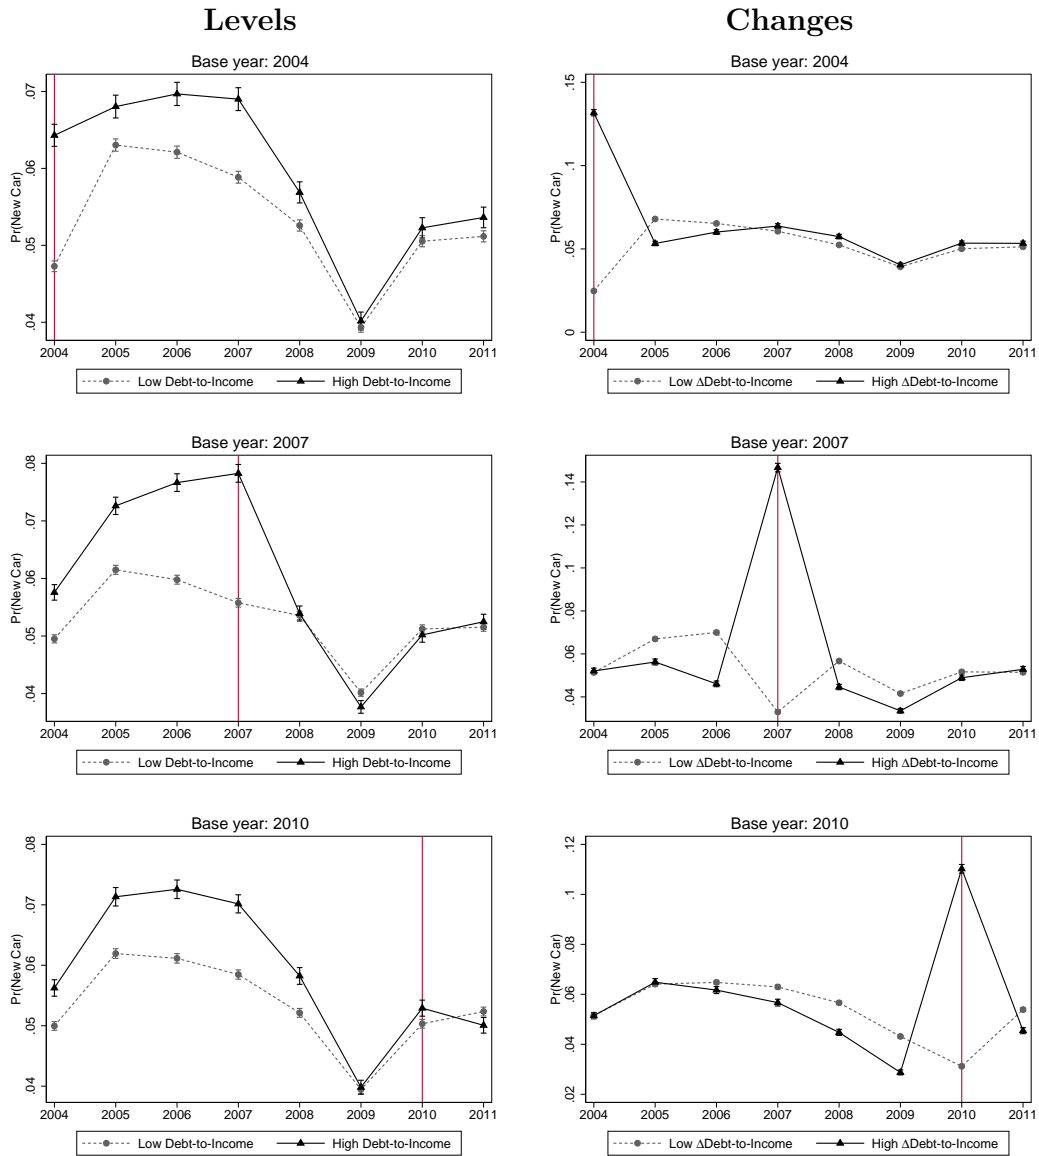 Levels
Changes
Base year: 2004
Pr(New Car)
.07
.06
.05
.04
2004 2005 2006 2007 2008 2009 2010 2011
Low Debt-to-Income High Debt-to-Income
Base year: 2004
Pr(New Car)
.15
.1
.05
0
2004 2005 2006 2007 2008 2009 2010 2011
Low ΔDebt-to-Income High ΔDebt-to-Income
Base year: 2007
Pr(New Car)
.08
.07
.06
.05
.04
2004 2005 2006 2007 2008 2009 2010 2011
Low Debt-to-Income High Debt-to-Income
Base year: 2007
Pr(New Car)
.14
.12
.1
.08
.06
.04
2004 2005 2006 2007 2008 2009 2010 2011
Low ΔDebt-to-Income High ΔDebt-to-Income
Base year: 2010
Pr(New Car)
.08
.07
.06
.05
.04
2004 2005 2006 2007 2008 2009 2010 2011
Low Debt-to-Income High Debt-to-Income
Base year: 2010
Pr(New Car)
.12
.1
.08
.06
.04
.02
2004 2005 2006 2007 2008 2009 2010 2011
Low ΔDebt-to-Income High ΔDebt-to-Income